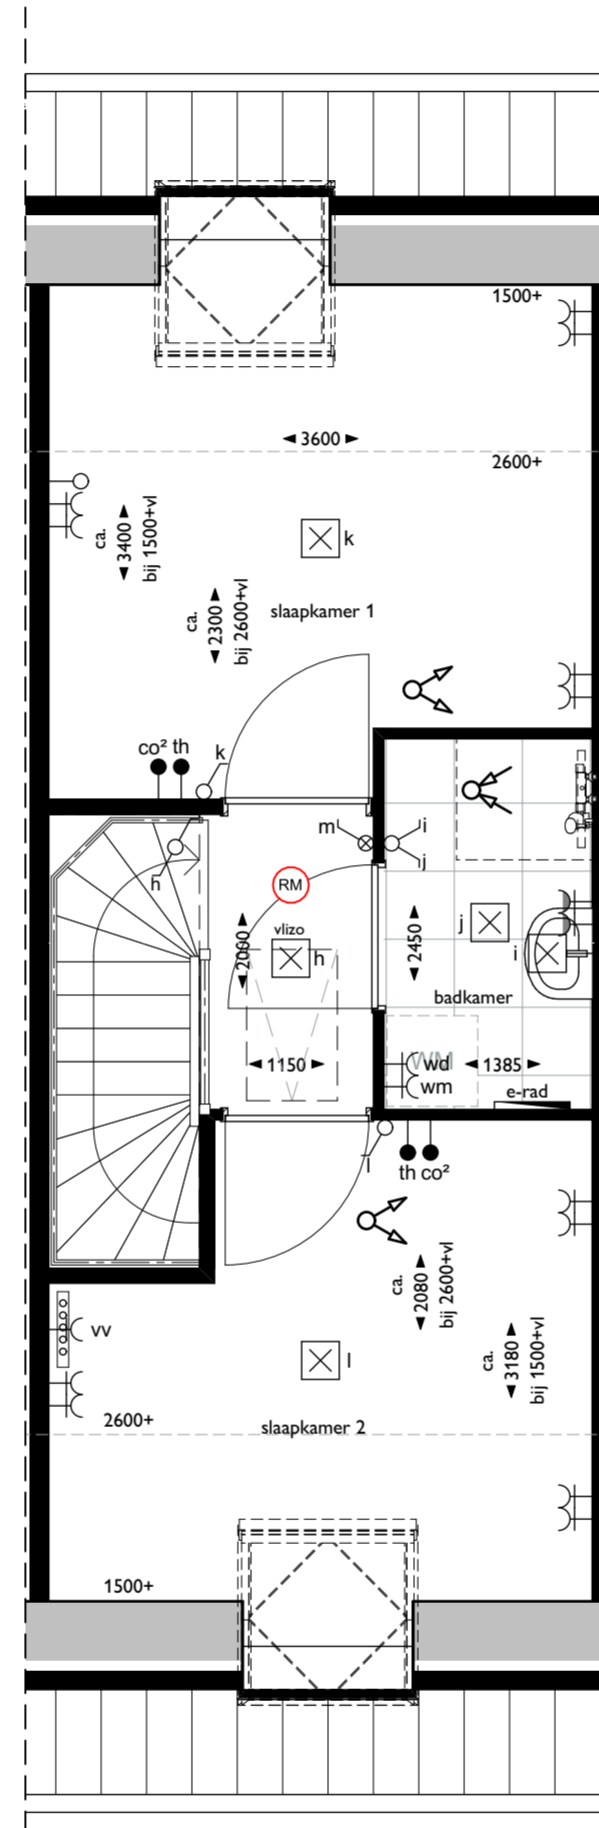 1500+
◄ 3600 ►
2600+
ca.
◄ 3400 ►
bij 1500+vl
k
ca.
◄ 2300 ►
bij 2600+vl
slaapkamer 1
co² th
k
m
i
j
h
RM
vlizo
h
◄ 2000 ►
◄ 2450 ►
j
i
badkamer
◄ 1150 ►
WM
wd
wm
◄ 1385 ►
e-rad
l
th co²
ca.
◄ 2080 ►
bij 2600+vl
vv
l
ca.
◄ 3180 ►
bij 1500+vl
2600+
slaapkamer 2
1500+